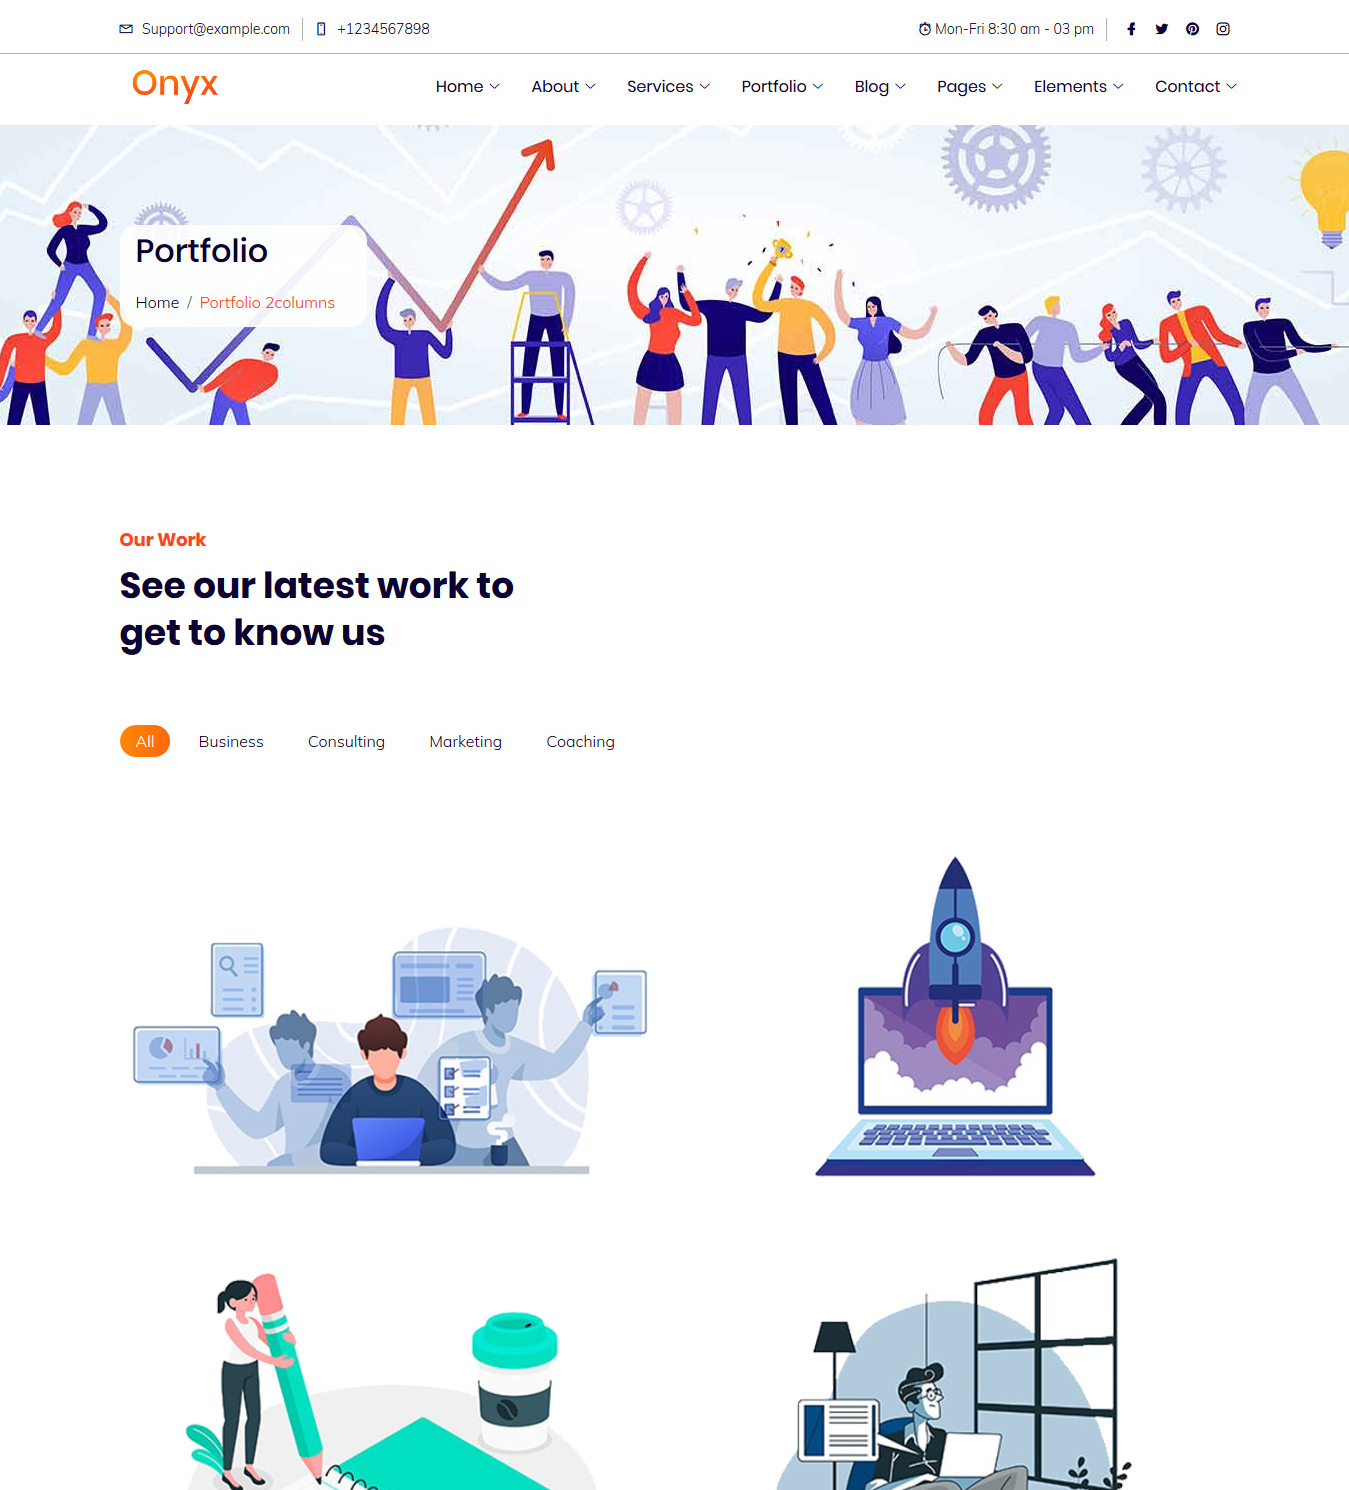 Support@example.com
+1234567898
Mon-Fri 8:30 am - 03 pm
Onyx
Home
About
Services
Portfolio
Blog
Pages
Elements
Contact
Portfolio
Home / Portfolio 2columns
Our Work
See our latest work to
get to know us
All
Business
Consulting
Marketing
Coaching